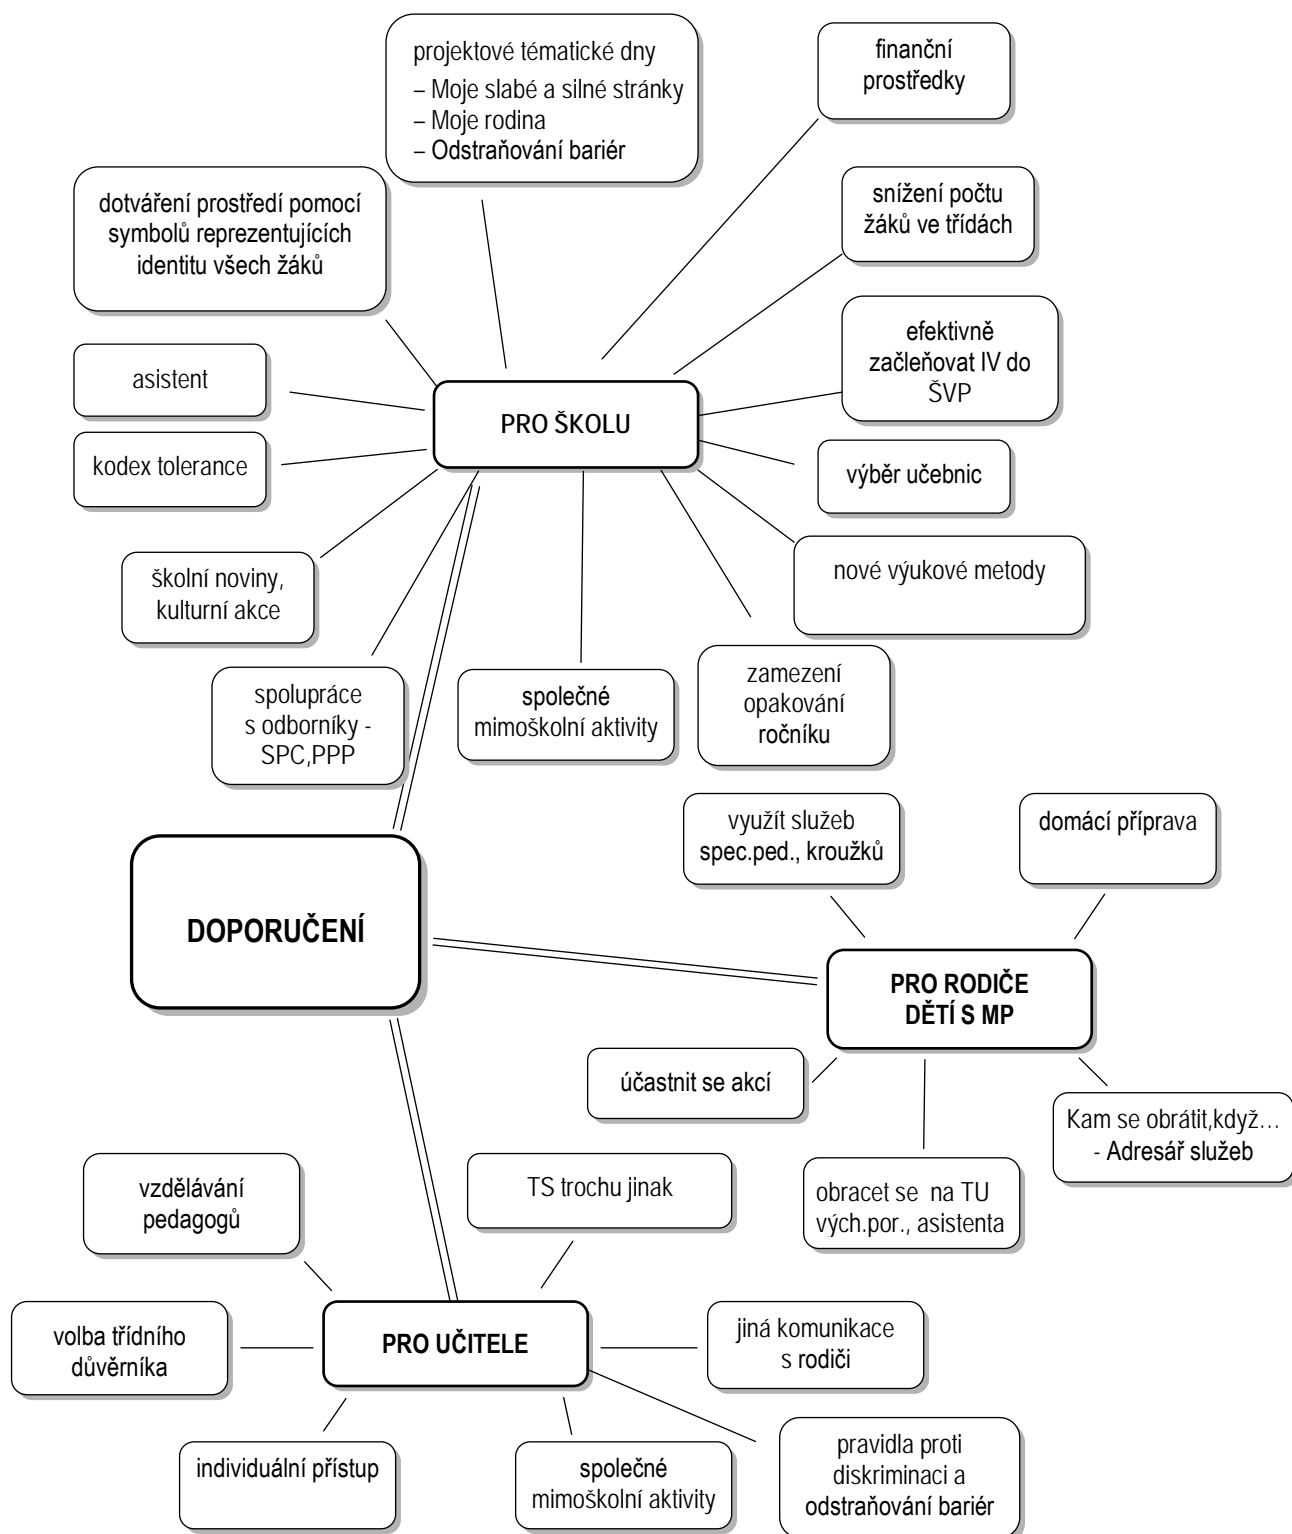 projektové tématické dny
– Moje slabé a silné stránky
– Moje rodina
– Odstraňování bariér
finanční
prostředky
dotváření prostředí pomocí
symbolů reprezentujících
identitu všech žáků
snížení počtu
žáků ve třídách
efektivně
začleňovat IV do
ŠVP
asistent
PRO ŠKOLU
kodex tolerance
výběr učebnic
nové výukové metody
školní noviny,
kulturní akce
spolupráce
s odborníky -
SPC,PPP
společné
mimoškolní aktivity
zamezení
opakování
ročníku
využít služeb
spec.ped., kroužků
domácí příprava
DOPORUČENÍ
PRO RODIČE
DĚTÍ S MP
účastnit se akcí
Kam se obrátit,když…
- Adresář služeb
obracet se na TU
vých.por., asistenta
vzdělávání
pedagogů
TS trochu jinak
volba třídního
důvěrníka
PRO UČITELE
jiná komunikace
s rodiči
individuální přístup
společné
mimoškolní aktivity
pravidla proti
diskriminaci a
odstraňování bariér